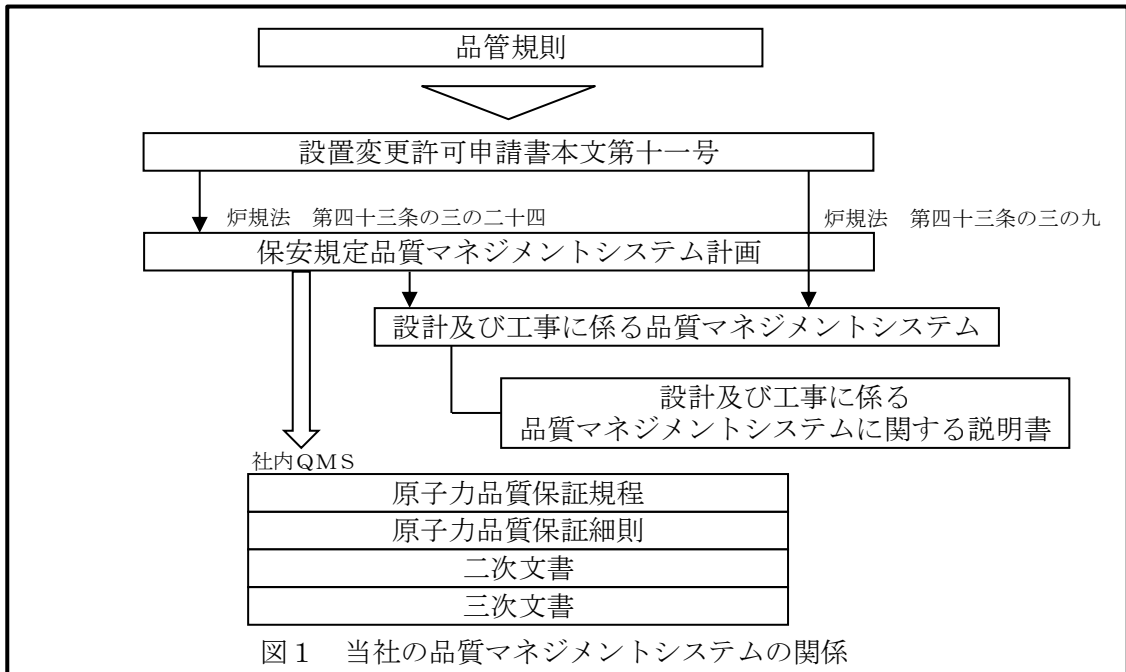 品管規則
設置変更許可申請書本文第十一号
炉規法　第四十三条の三の二十四
炉規法　第四十三条の三の九
保安規定品質マネジメントシステム計画
設計及び工事に係る品質マネジメントシステム
設計及び工事に係る
品質マネジメントシステムに関する説明書
社内ＱＭＳ
原子力品質保証規程
原子力品質保証細則
二次文書
三次文書
図１　当社の品質マネジメントシステムの関係